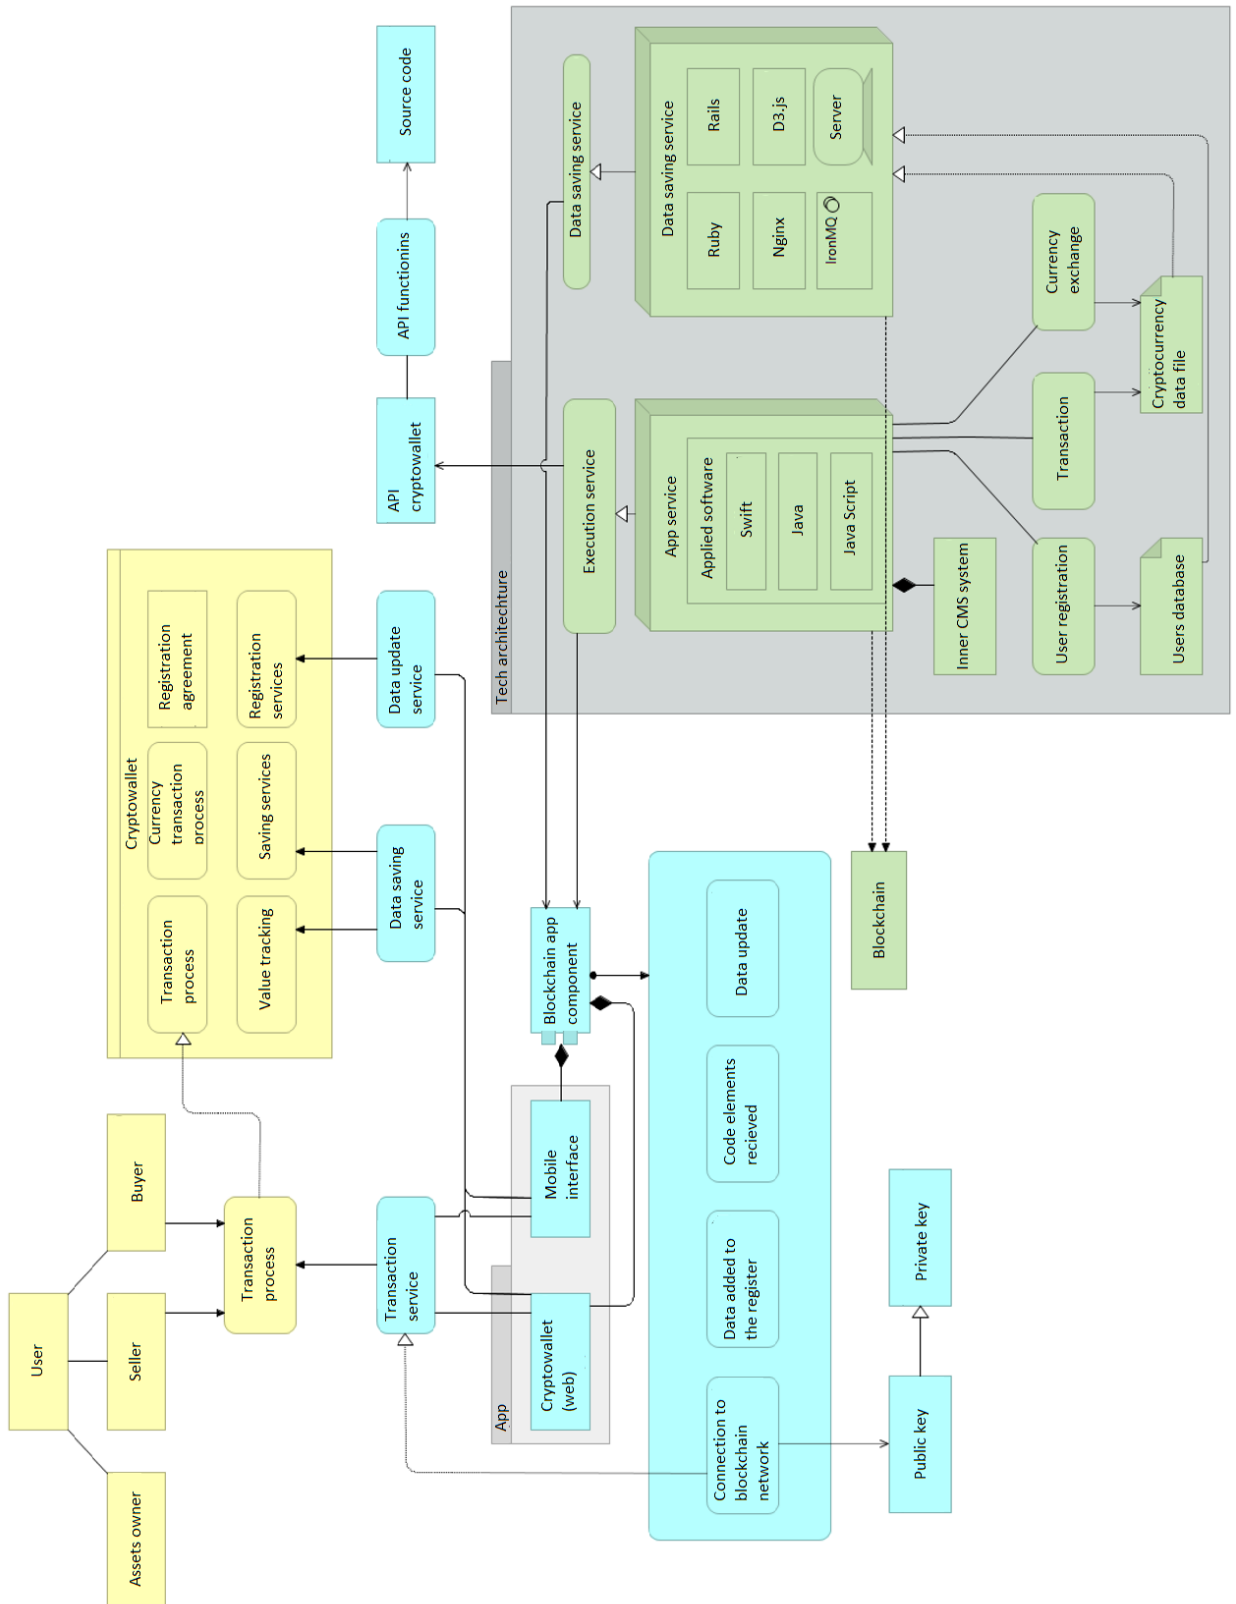 User
Assets owner
Seller
Buyer
Transaction
process
Cryptowallet
Transaction
process
Currency
transaction
process
Registration
agreement
Value tracking
Saving services
Registration
services
Transaction
service
Data saving
service
Data update
service
API
cryptowallet
API functionins
Source code
App
Cryptowallet
(web)
Mobile
interface
Blockchain app
component
Connection to
blockchain
network
Data added to
the register
Code elements
recieved
Data update
Public key
Private key
Blockchain
Tech architechture
Execution service
Data saving service
App service
Applied software
Swift
Java
Java Script
Data saving service
Ruby
Rails
Nginx
D3.js
IronMQ
Server
Inner CMS system
User registration
Transaction
Currency
exchange
Users database
Cryptocurrency
data file